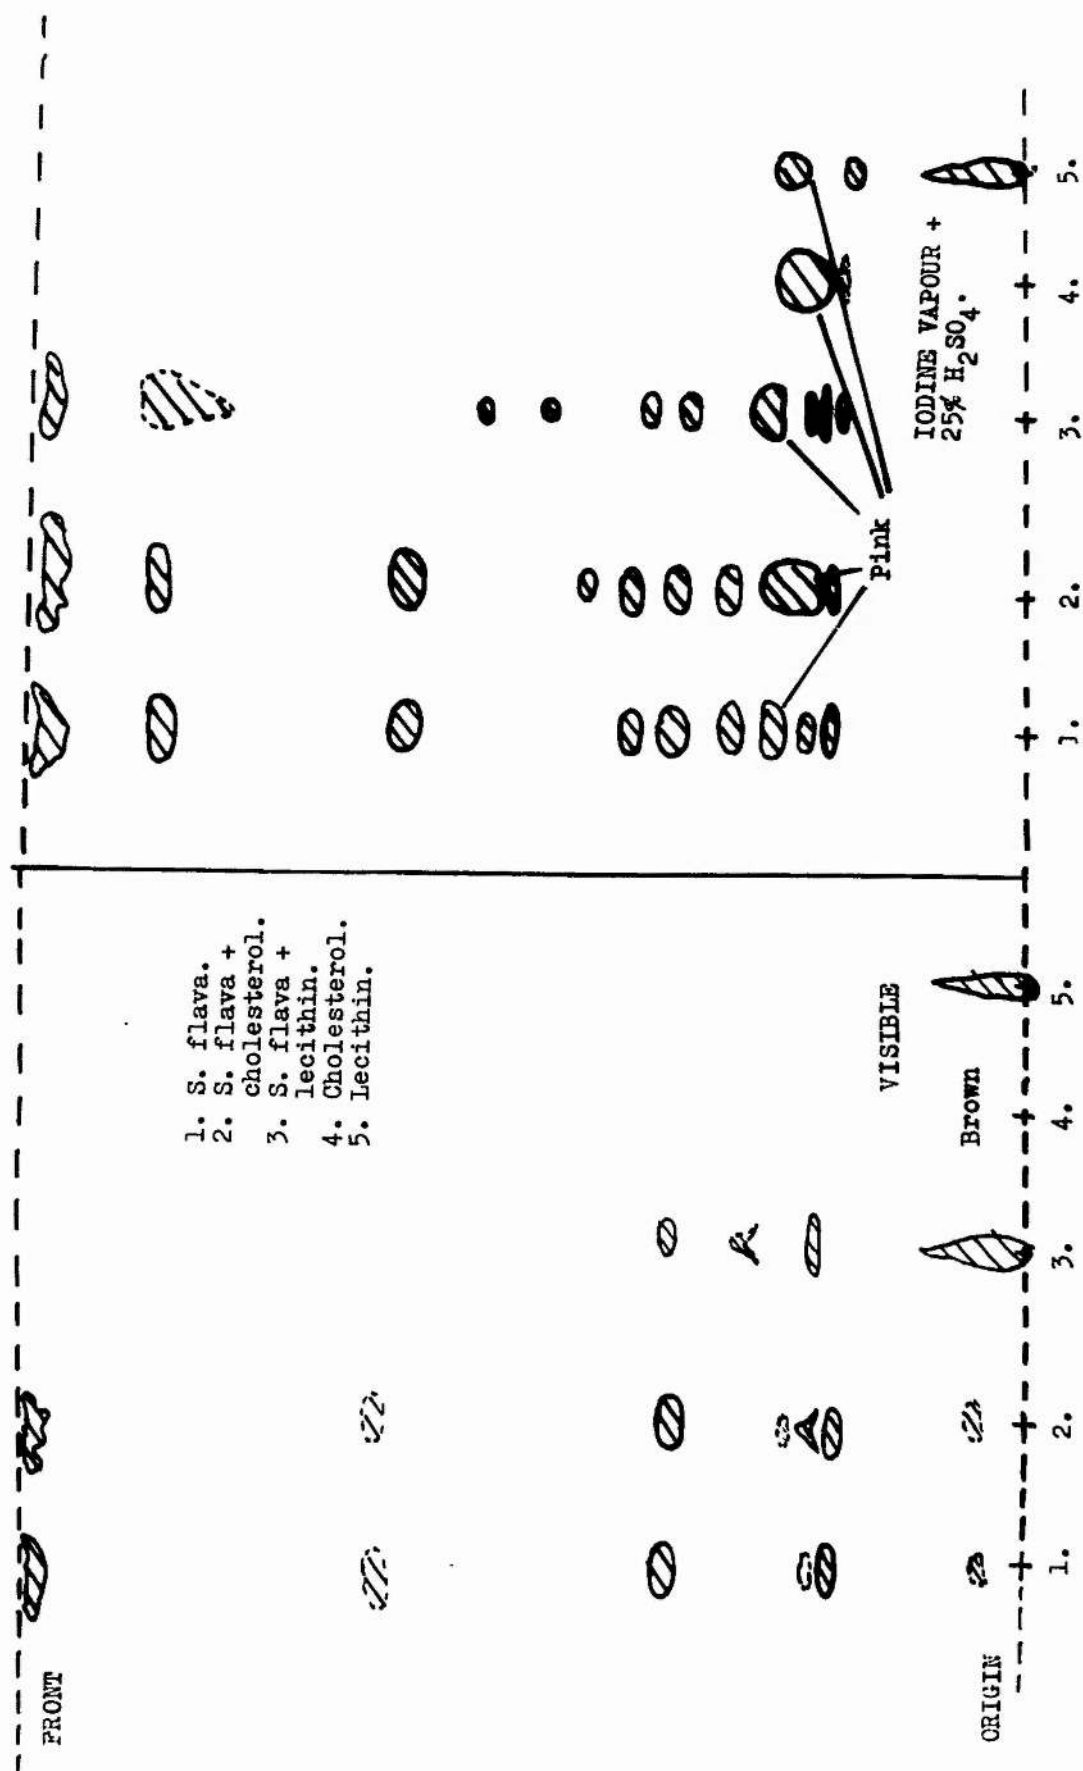 FRONT
1. S. flava.
2. S. flava +
cholesterol.
3. S. flava +
lecithin.
4. Cholesterol.
5. Lecithin.
VISIBLE
Brown
ORIGIN
1. 2. 3. 4. 5.
Pink
IODINE VAPOUR +
25% H₂SO₄.
1. 2. 3. 4. 5.